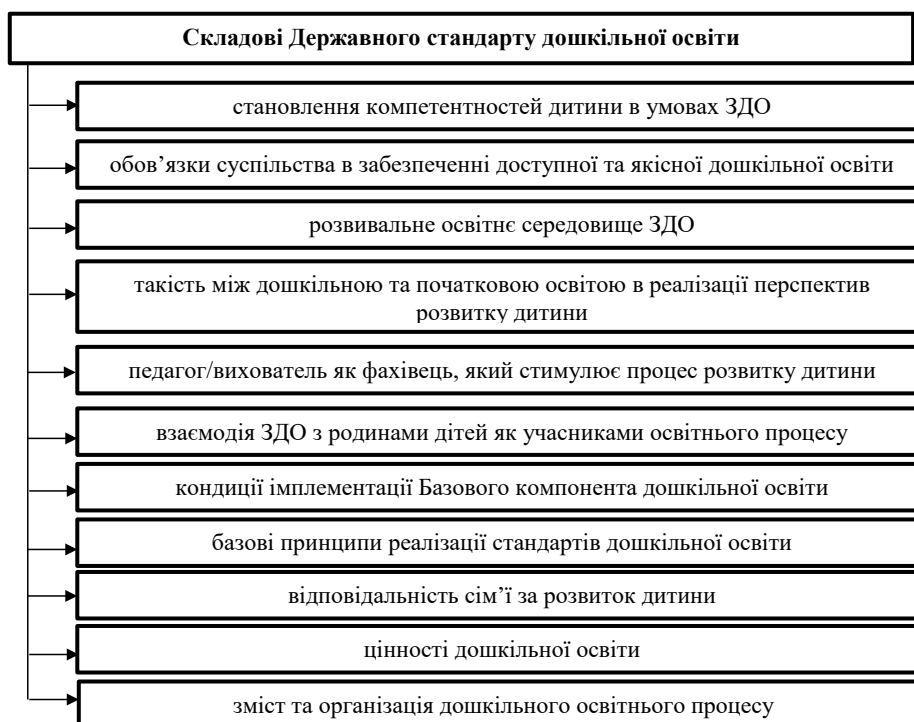 Складові Державного стандарту дошкільної освіти
становлення компетентностей дитини в умовах ЗДО
обов’язки суспільства в забезпеченні доступної та якісної дошкільної освіти
розвивальне освітнє середовище ЗДО
такість між дошкільною та початковою освітою в реалізації перспектив
розвитку дитини
педагог/вихователь як фахівець, який стимулює процес розвитку дитини
взаємодія ЗДО з родинами дітей як учасниками освітнього процесу
кондиції імплементації Базового компонента дошкільної освіти
базові принципи реалізації стандартів дошкільної освіти
відповідальність сім’ї за розвиток дитини
цінності дошкільної освіти
зміст та організація дошкільного освітнього процесу